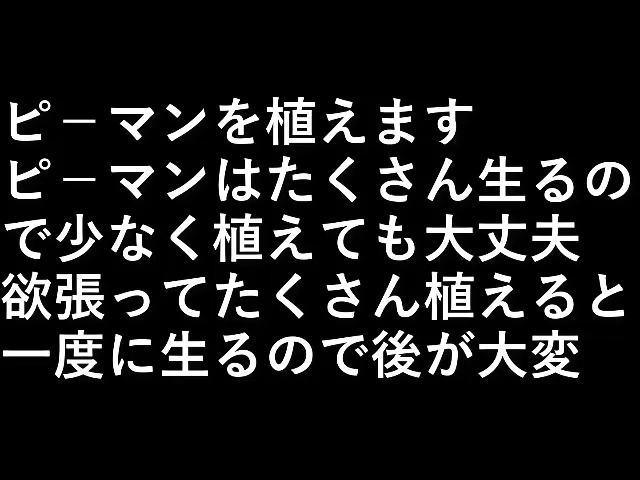 ピーマンを植えます
ピーマンはたくさん生るの
で少なく植えても大丈夫
欲張ってたくさん植えると
一度に生るので後が大変